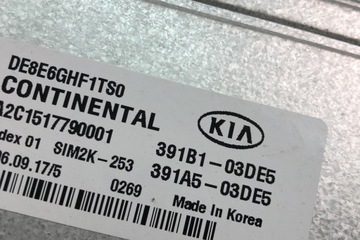 DE8E6GHF1TS0
CONTINENTAL
A2C1517790001
dex 01 SIM2K-253
06.09.17/5
0269
KIA
391B1-03DE5
391A5-03DE5
Made in Korea